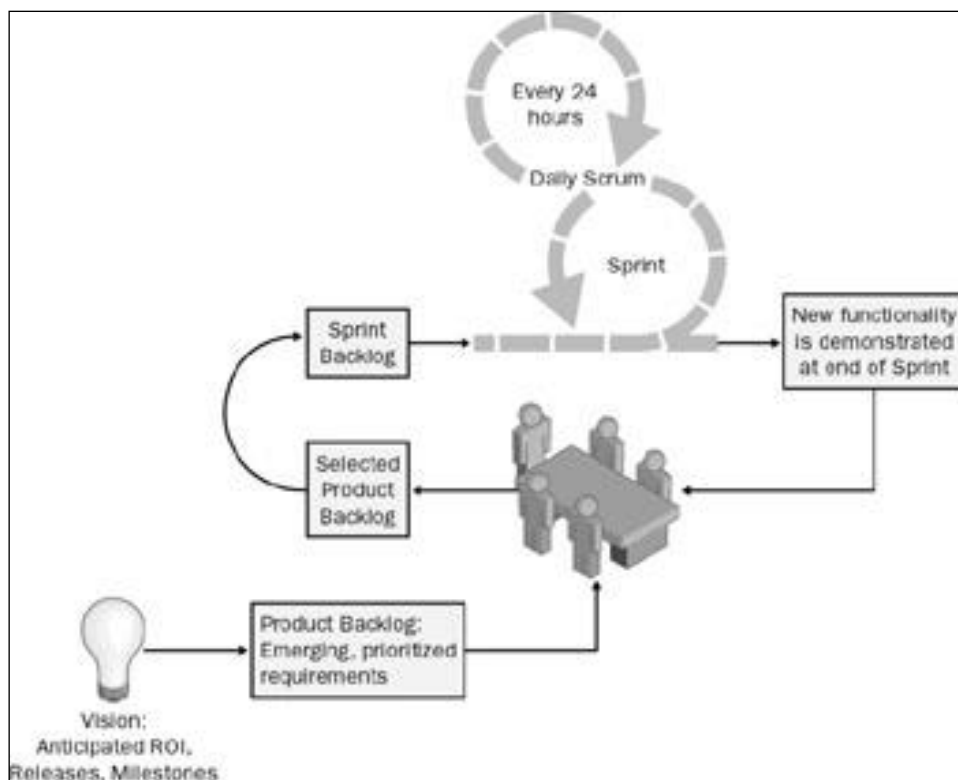 Every 24
hours
Daily Scrum
Sprint
Sprint
Backlog
New functionality
is demonstrated
at end of Sprint
Selected
Product
Backlog
Product Backlog:
Emerging, prioritized
requirements
Vision:
Anticipated ROI,
Releases, Milestones